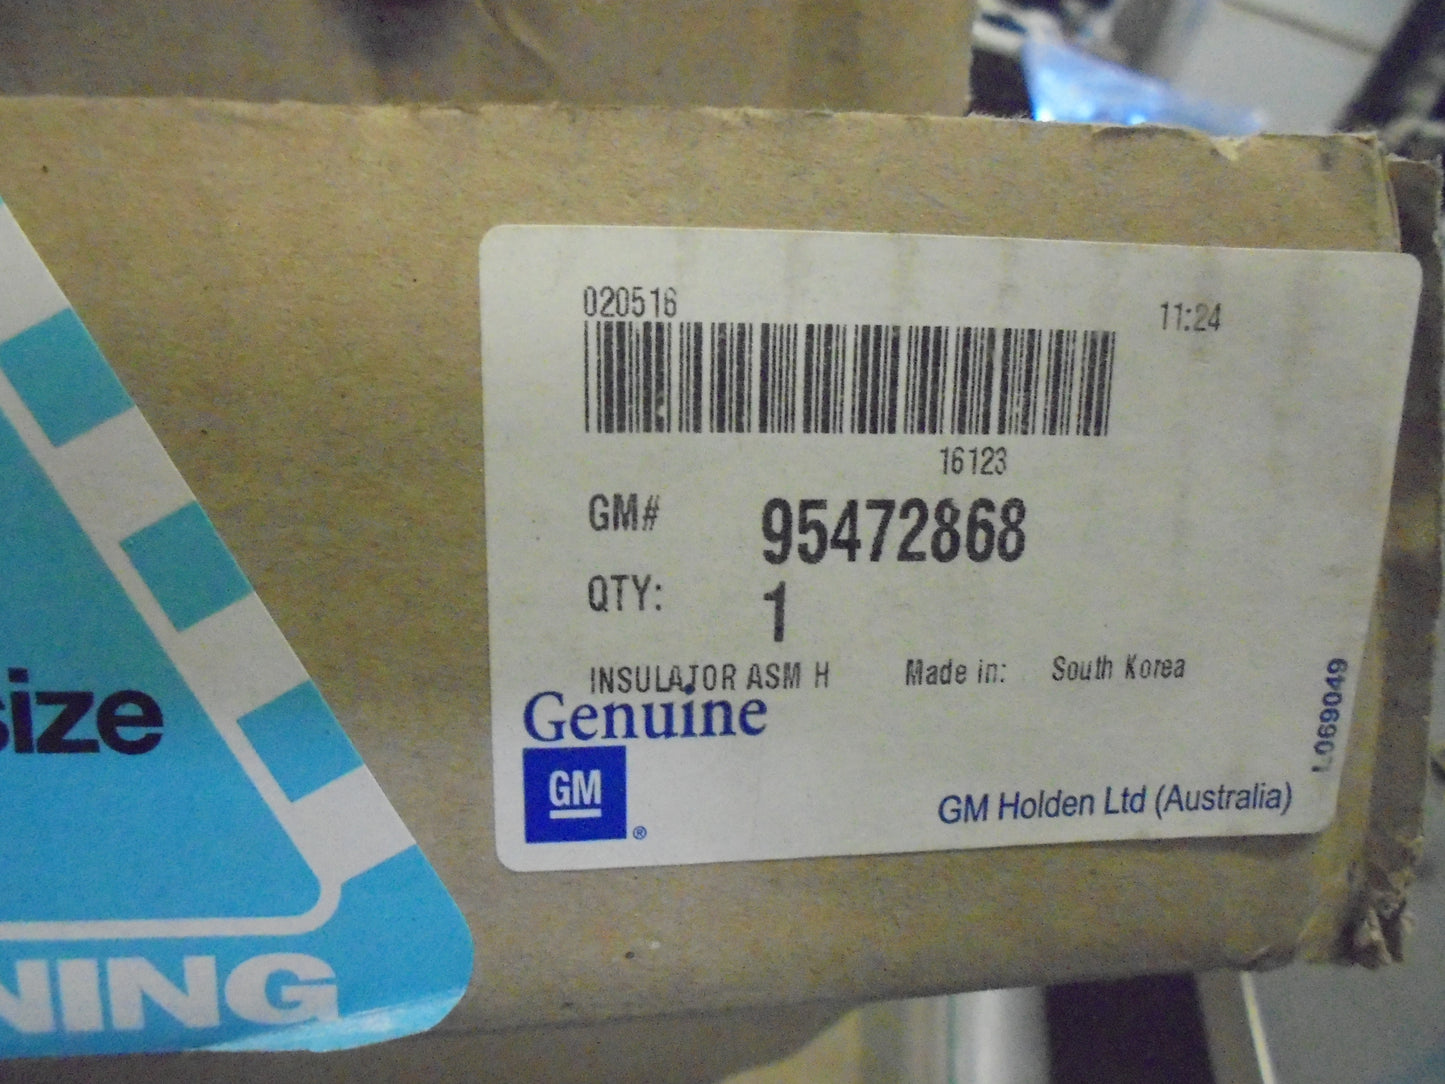 020516
11:24
16123
GM# 95472868
QTY: 1
INSULATOR ASM H Made in: South Korea
Genuine
GM ®
GM Holden Ltd (Australia)
L069049
size
NING